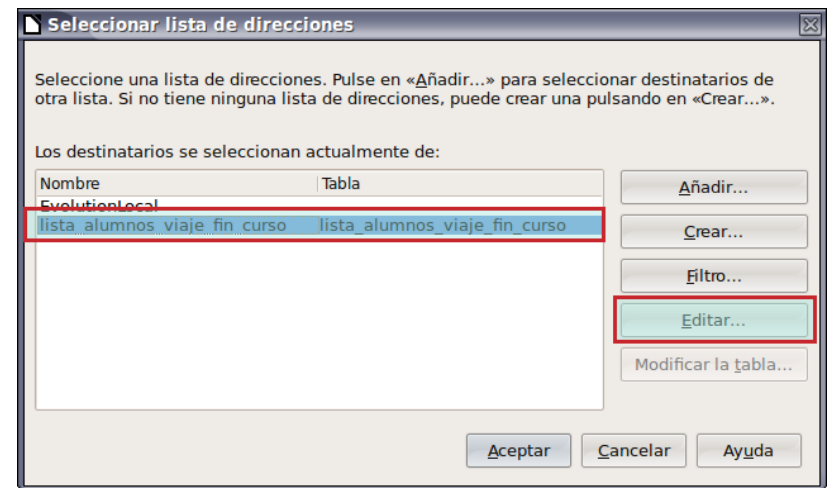 Seleccionar lista de direcciones
Seleccione una lista de direcciones. Pulse en «Añadir...» para seleccionar destinatarios de
otra lista. Si no tiene ninguna lista de direcciones, puede crear una pulsando en «Crear...».
Los destinatarios se seleccionan actualmente de:
Nombre Tabla
EvolutionLocal
lista_alumnos_viaje_fin_curso lista_alumnos_viaje_fin_curso
Añadir...
Crear...
Filtro...
Editar...
Modificar la tabla...
Aceptar Cancelar Ayuda